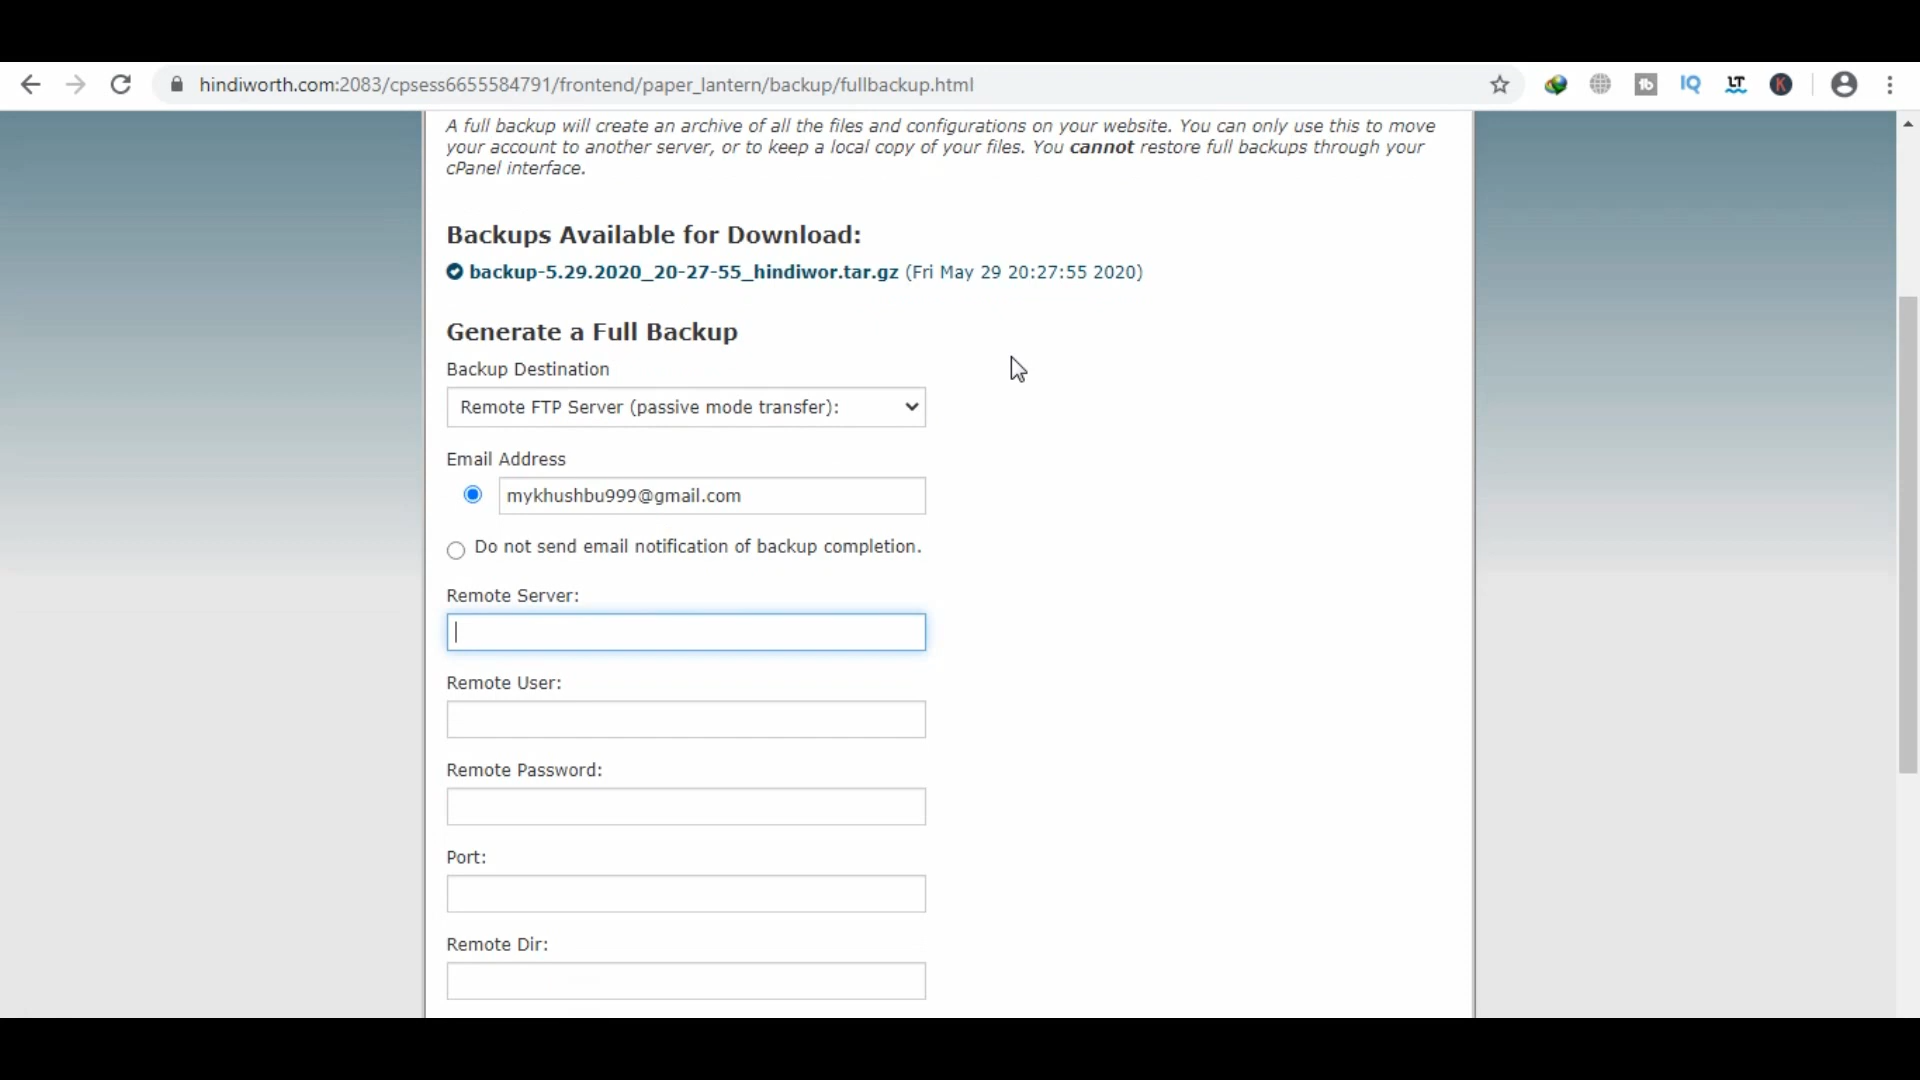 hindiworth.com:2083/cpsess6655584791/frontend/paper_lantern/backup/fullbackup.html
tb
IQ
LT
K
A full backup will create an archive of all the files and configurations on your website. You can only use this to move
your account to another server, or to keep a local copy of your files. You cannot restore full backups through your
cPanel interface.
Backups Available for Download:
backup-5.29.2020_20-27-55_hindiwor.tar.gz (Fri May 29 20:27:55 2020)
Generate a Full Backup
Backup Destination
Remote FTP Server (passive mode transfer):
Email Address
mykhushbu999@gmail.com
Do not send email notification of backup completion.
Remote Server:
Remote User:
Remote Password:
Port:
Remote Dir: